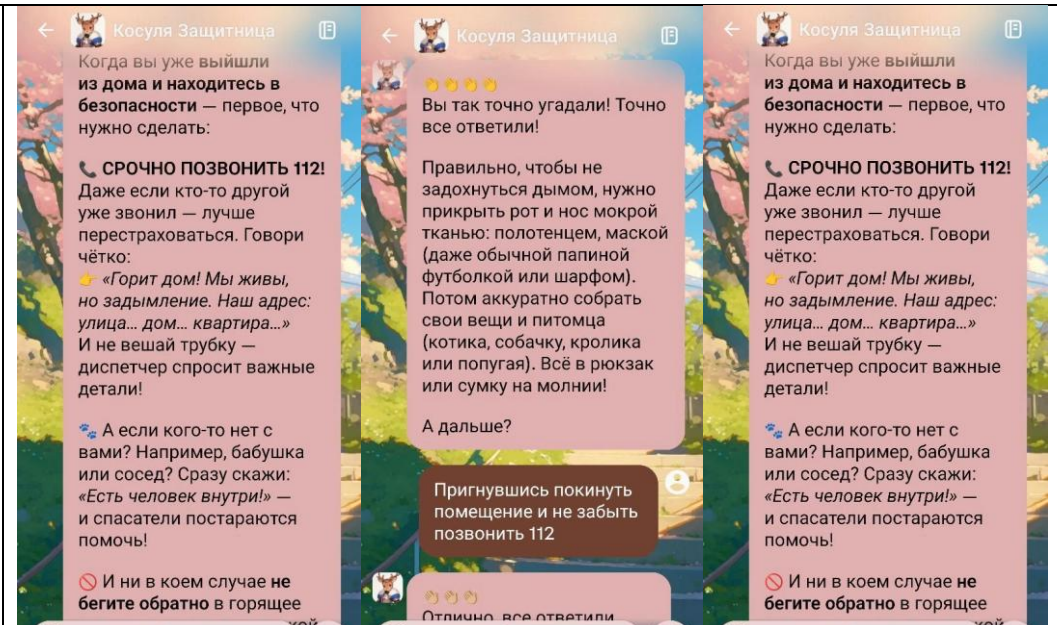 Косуля Защитница
Когда вы уже выйшли
из дома и находитесь в
безопасности — первое, что
нужно сделать:
📞 СРОЧНО ПОЗВОНИТЬ 112!
Даже если кто-то другой
уже звонил — лучше
перестраховаться. Говори
чётко:
👉 «Горит дом! Мы живы,
но задымление. Наш адрес:
улица... дом... квартира...»
И не вешай трубку —
диспетчер спросит важные
детали!
🐾 А если кого-то нет с
вами? Например, бабушка
или сосед? Сразу скажи:
«Есть человек внутри!» —
и спасатели постараются
помочь!
🚫 И ни в коем случае не
бегите обратно в горящее
Косуля Защитница
👏👏👏👏
Вы так точно угадали! Точно
все ответили!
Правильно, чтобы не
задохнуться дымом, нужно
прикрыть рот и нос мокрой
тканью: полотенцем, маской
(даже обычной папиной
футболкой или шарфом).
Потом аккуратно собрать
свои вещи и питомца
(котика, собачку, кролика
или попугая). Всё в рюкзак
или сумку на молнии!
А дальше?
Пригнувшись покинуть
помещение и не забыть
позвонить 112
👏👏👏
Отлично, все ответили
Косуля Защитница
Когда вы уже выйшли
из дома и находитесь в
безопасности — первое, что
нужно сделать:
📞 СРОЧНО ПОЗВОНИТЬ 112!
Даже если кто-то другой
уже звонил — лучше
перестраховаться. Говори
чётко:
👉 «Горит дом! Мы живы,
но задымление. Наш адрес:
улица... дом... квартира...»
И не вешай трубку —
диспетчер спросит важные
детали!
🐾 А если кого-то нет с
вами? Например, бабушка
или сосед? Сразу скажи:
«Есть человек внутри!» —
и спасатели постараются
помочь!
🚫 И ни в коем случае не
бегите обратно в горящее